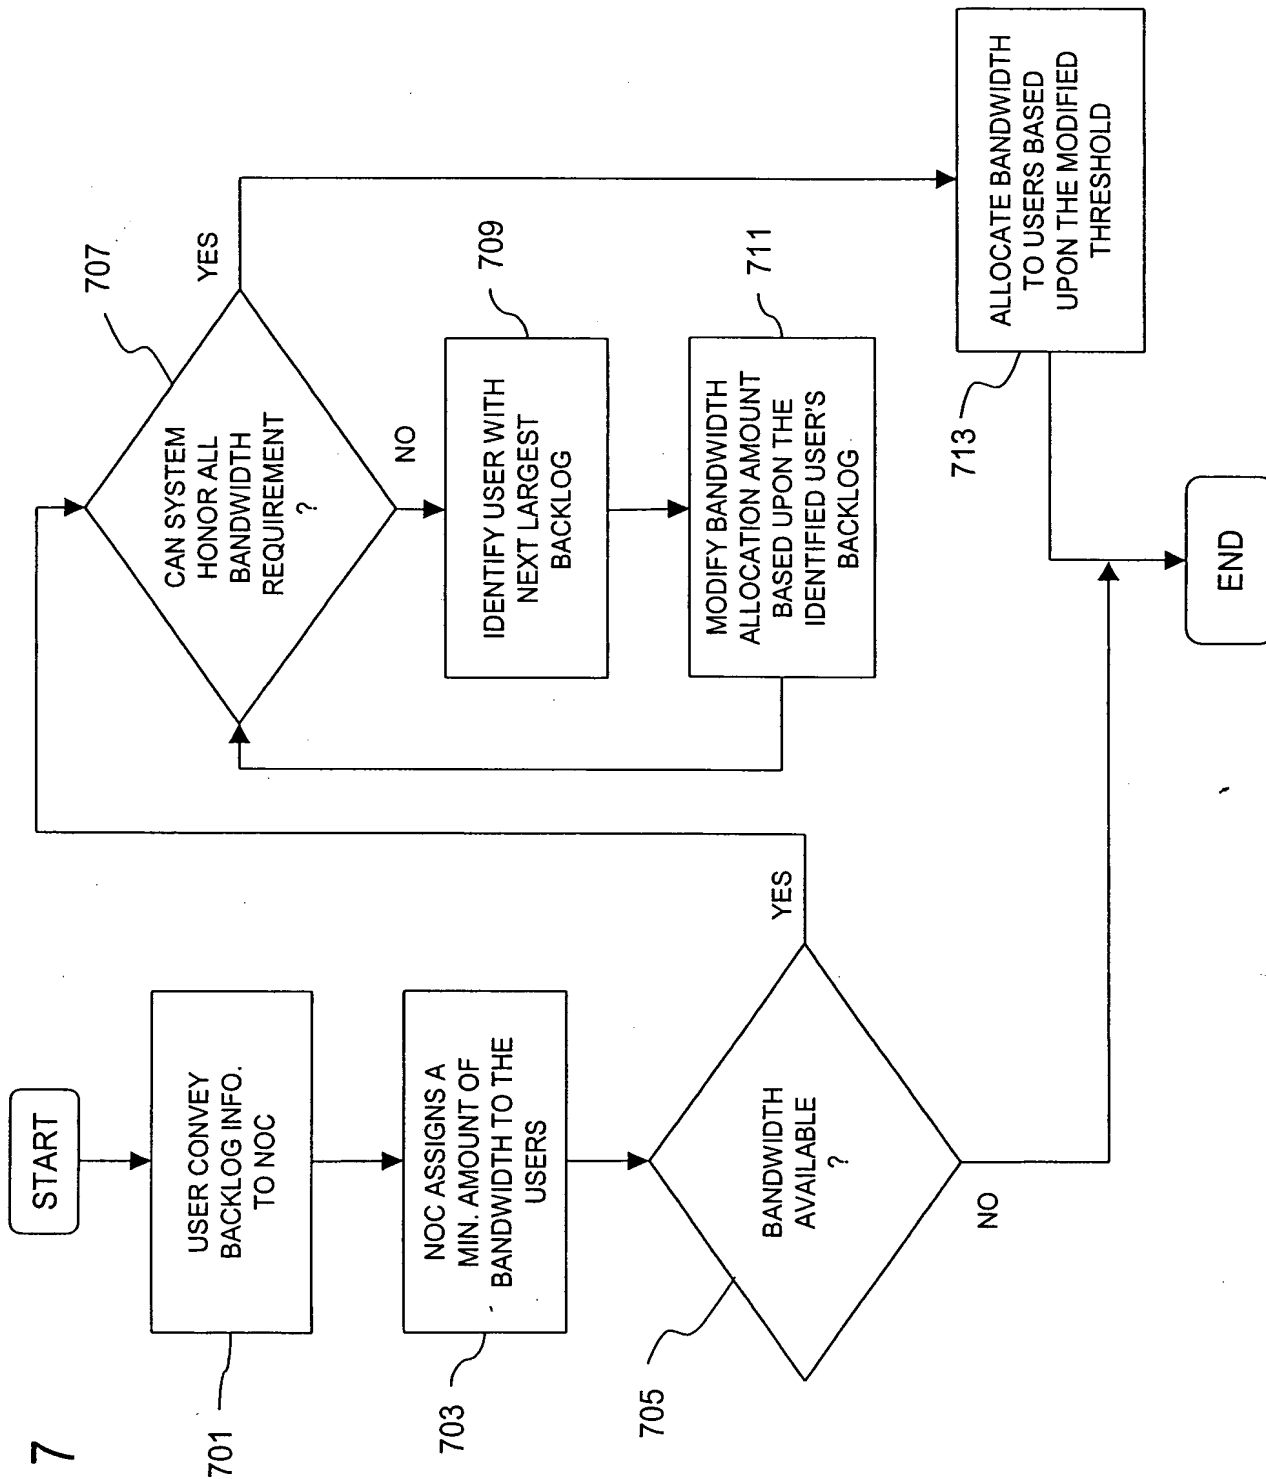 7
START
USER CONVEY
BACKLOG INFO.
TO NOC
701
NOC ASSIGNS A
MIN. AMOUNT OF
BANDWIDTH TO THE
USERS
703
BANDWIDTH
AVAILABLE
?
705
YES
NO
CAN SYSTEM
HONOR ALL
BANDWIDTH
REQUIREMENT
?
707
YES
NO
IDENTIFY USER WITH
NEXT LARGEST
BACKLOG
709
MODIFY BANDWIDTH
ALLOCATION AMOUNT
BASED UPON THE
IDENTIFIED USER'S
BACKLOG
711
ALLOCATE BANDWIDTH
TO USERS BASED
UPON THE MODIFIED
THRESHOLD
713
END